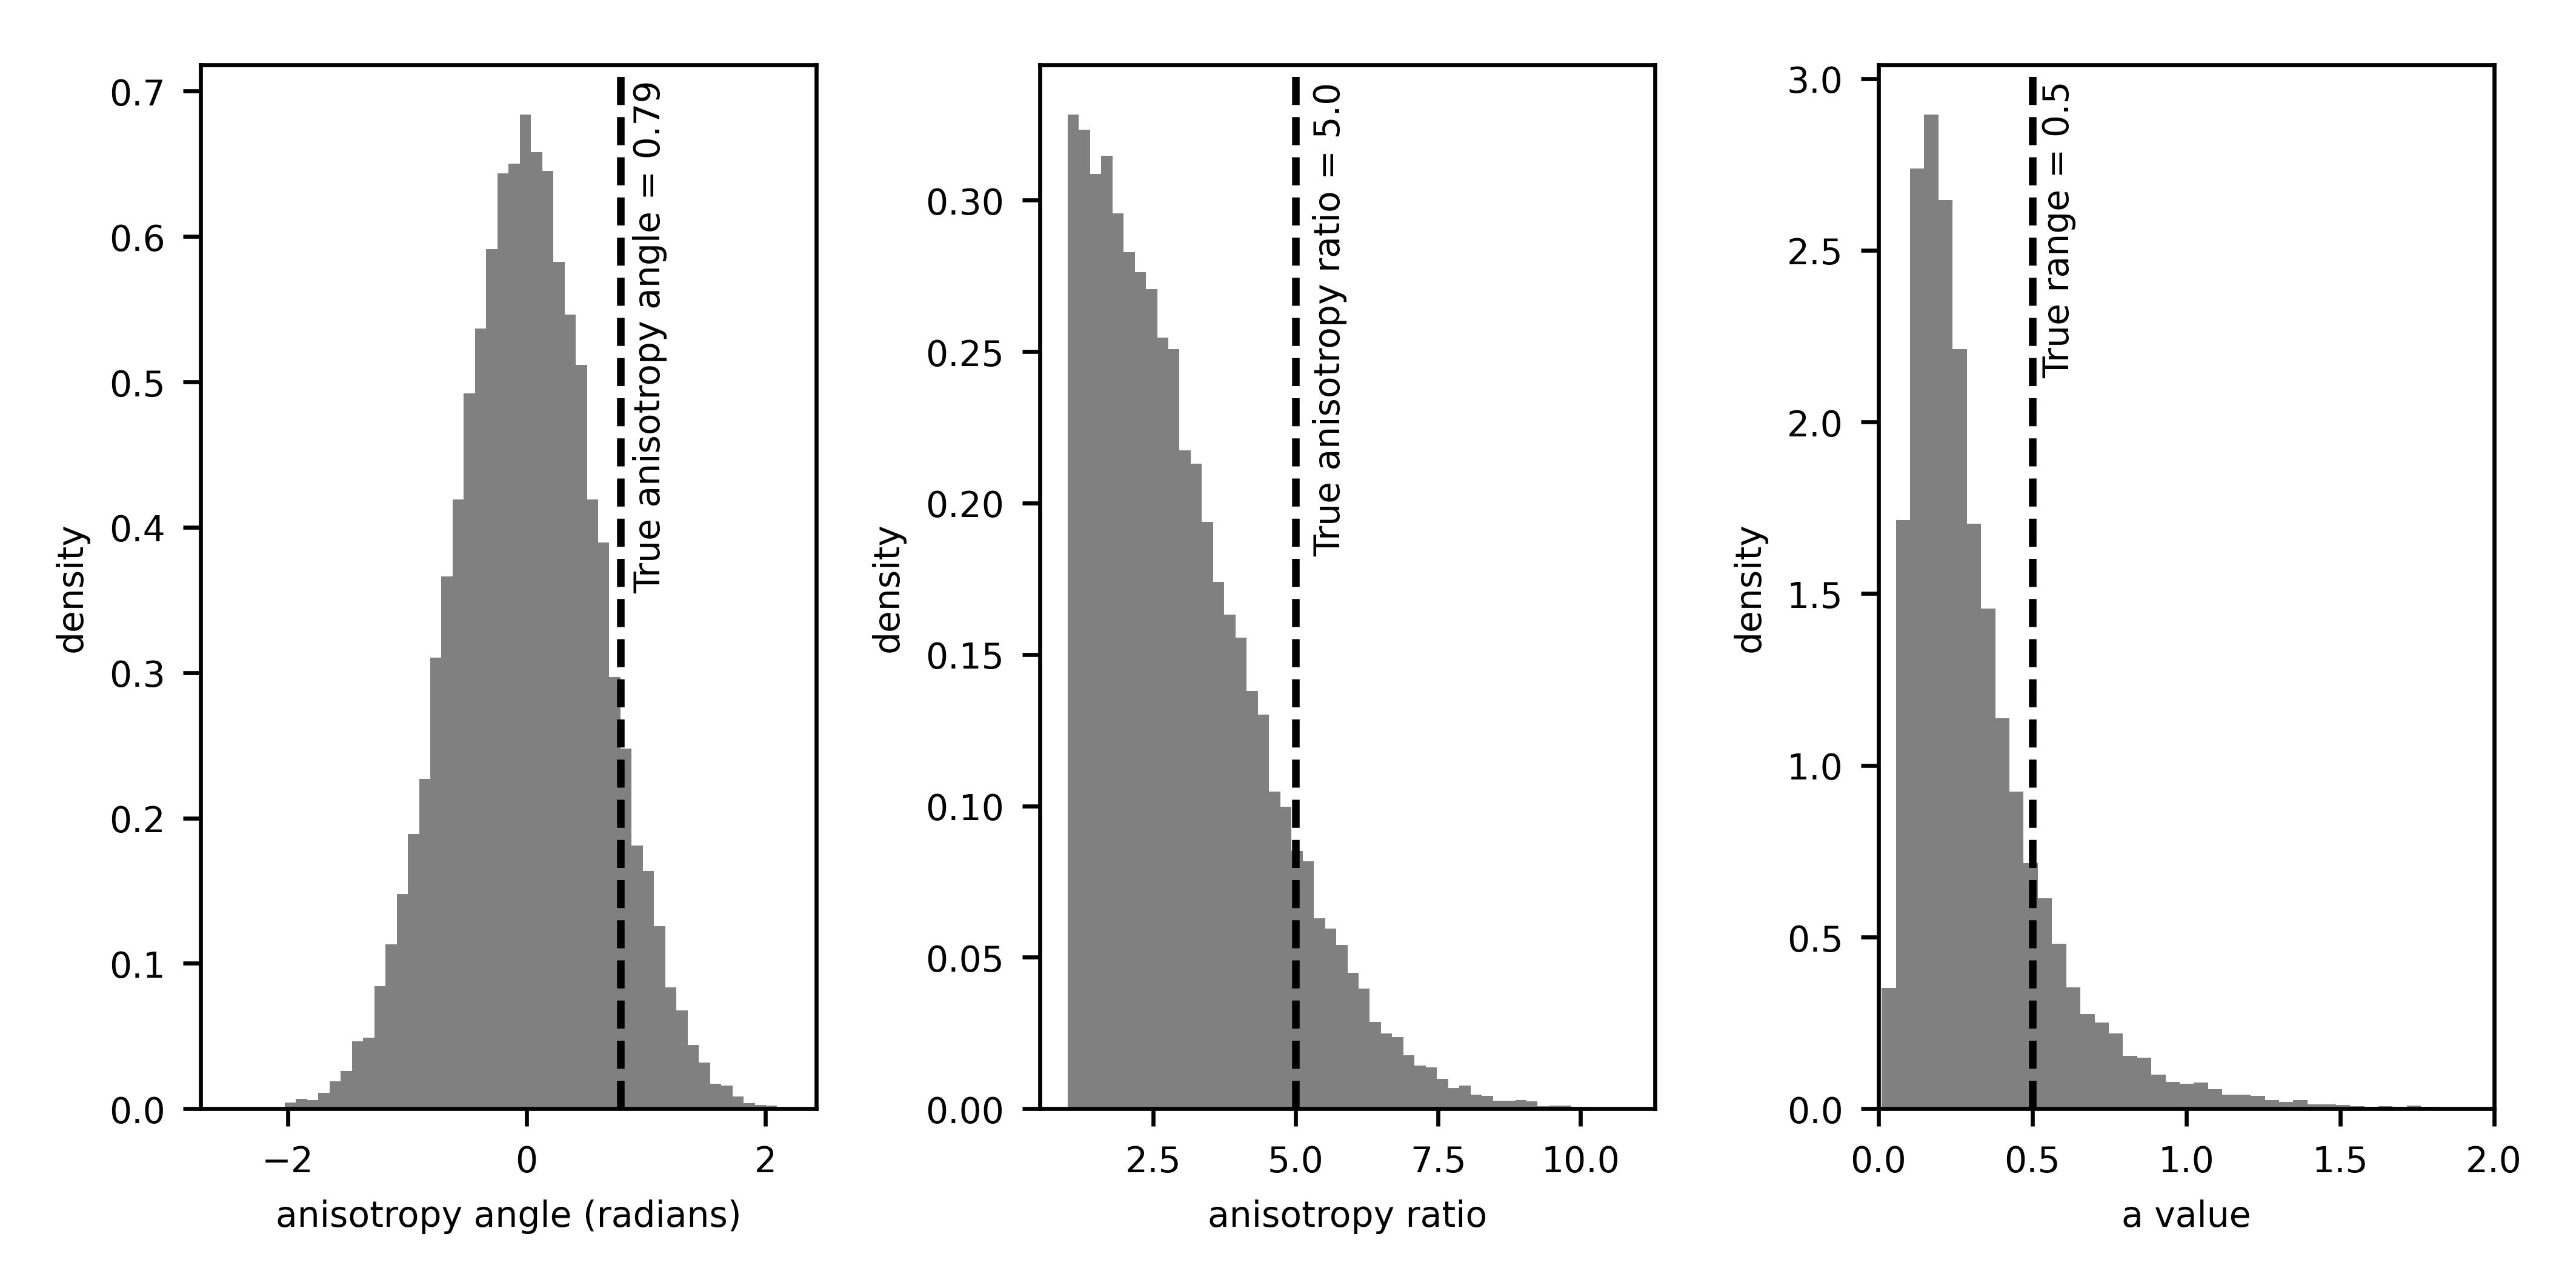 density
0.7
0.6
0.5
0.4
0.3
0.2
0.1
0.0
True anisotropy angle = 0.79
−2 0 2
anisotropy angle (radians)
density
0.30
0.25
0.20
0.15
0.10
0.05
0.00
True anisotropy ratio = 5.0
2.5 5.0 7.5 10.0
anisotropy ratio
density
3.0
2.5
2.0
1.5
1.0
0.5
0.0
True range = 0.5
0.0 0.5 1.0 1.5 2.0
a value